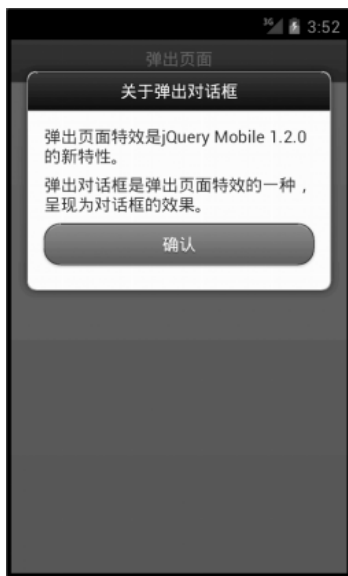 3G 3:52
弹出页面
关于弹出对话框
弹出页面特效是jQuery Mobile 1.2.0
的新特性。
弹出对话框是弹出页面特效的一种，
呈现为对话框的效果。
确认